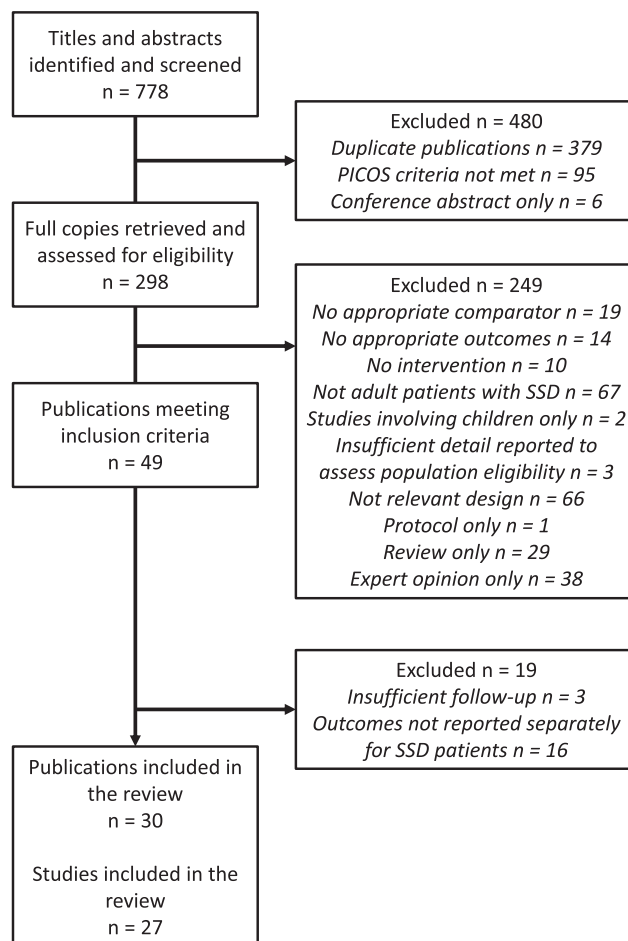 Titles and abstracts
identified and screened
n = 778
Excluded n = 480
Duplicate publications n = 379
PICOS criteria not met n = 95
Conference abstract only n = 6
Full copies retrieved and
assessed for eligibility
n = 298
Excluded n = 249
No appropriate comparator n = 19
No appropriate outcomes n = 14
No intervention n = 10
Not adult patients with SSD n = 67
Studies involving children only n = 2
Insufficient detail reported to
assess population eligibility n = 3
Not relevant design n = 66
Protocol only n = 1
Review only n = 29
Expert opinion only n = 38
Publications meeting
inclusion criteria
n = 49
Excluded n = 19
Insufficient follow-up n = 3
Outcomes not reported separately
for SSD patients n = 16
Publications included in
the review
n = 30
Studies included in the
review
n = 27